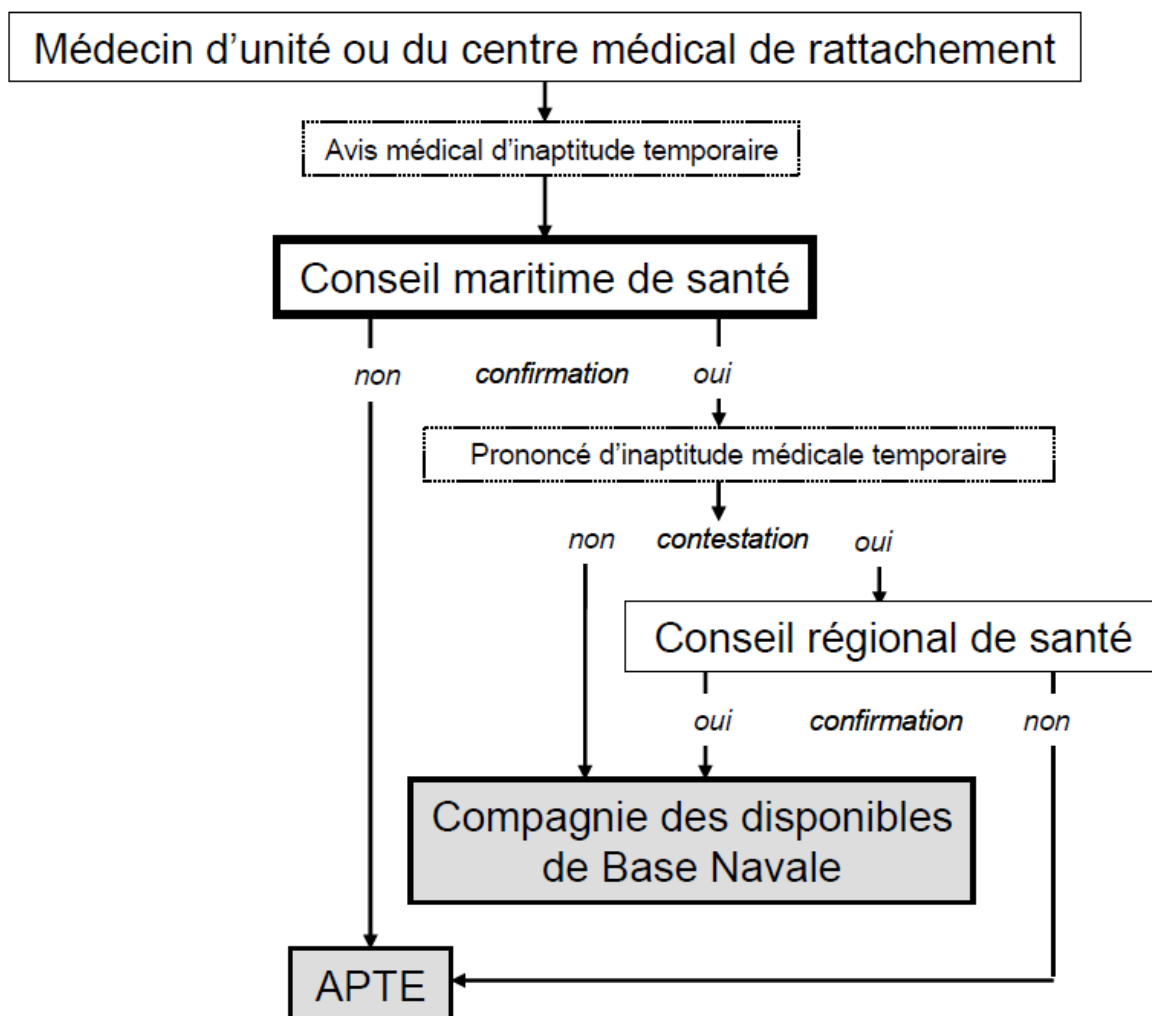 Médecin d'unité ou du centre médical de rattachement
Avis médical d'inaptitude temporaire
Conseil maritime de santé
non confirmation oui
Prononcé d'inaptitude médicale temporaire
non contestation oui
Conseil régional de santé
oui confirmation non
Compagnie des disponibles
de Base Navale
APTE